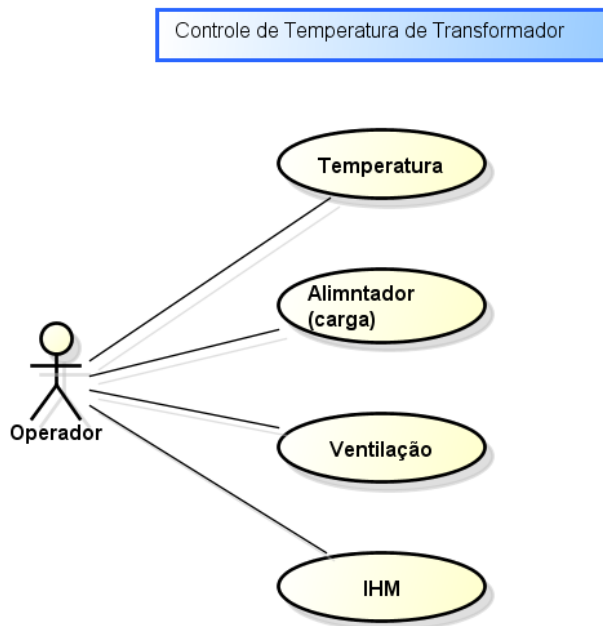 Controle de Temperatura de Transformador
Temperatura
Alimntador
(carga)
Operador
Ventilação
IHM